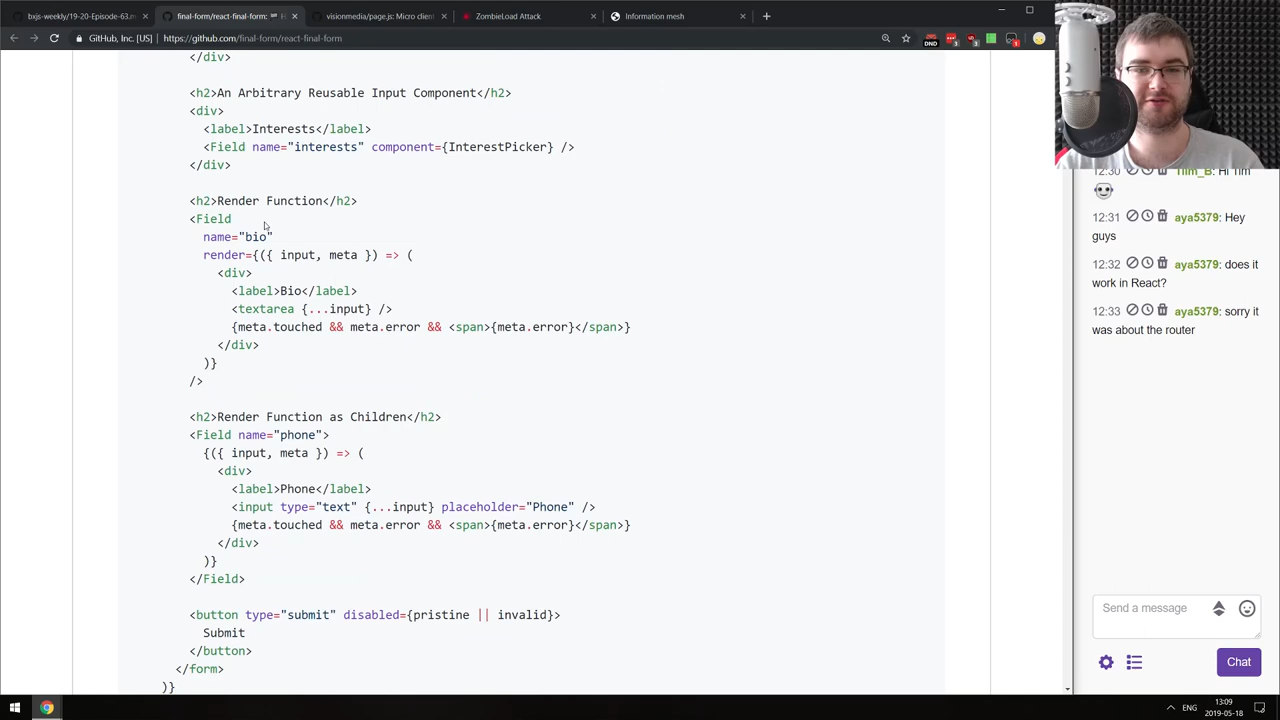 bxjs-weekly/19-20-Episode-63.m
final-form/react-final-form:
visionmedia/page.js: Micro clien
ZombieLoad Attack
Information mesh
GitHub, Inc. [US]
https://github.com/final-form/react-final-form
DND
</div>
<h2>An Arbitrary Reusable Input Component</h2>
<div>
<label>Interests</label>
<Field name="interests" component={InterestPicker} />
</div>
<h2>Render Function</h2>
<Field
name="bio"
render={({ input, meta }) => (
<div>
<label>Bio</label>
<textarea {...input} />
{meta.touched && meta.error && <span>{meta.error}</span>}
</div>
)}
/>
<h2>Render Function as Children</h2>
<Field name="phone">
{({ input, meta }) => (
<div>
<label>Phone</label>
<input type="text" {...input} placeholder="Phone" />
{meta.touched && meta.error && <span>{meta.error}</span>}
</div>
)}
</Field>
<button type="submit" disabled={pristine || invalid}>
Submit
</button>
</form>
)}
12:30 Tiim_B: Hi Tim
12:31 aya5379: Hey
guys
12:32 aya5379: does it
work in React?
12:33 aya5379: sorry it
was about the router
Send a message
Chat
ENG
13:09
2019-05-18